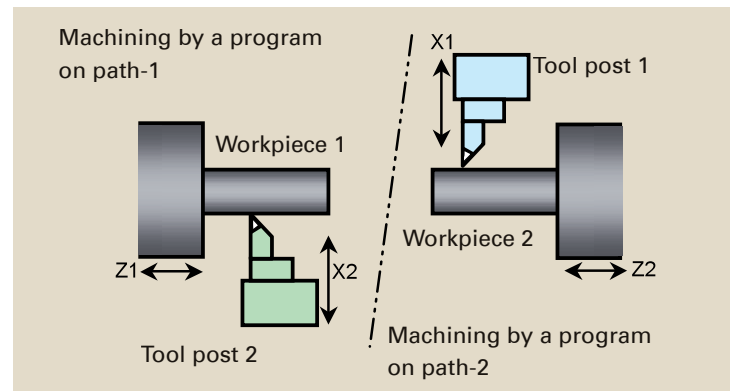 Machining by a program
on path-1
X1
Tool post 1
Workpiece 1
Workpiece 2
Z1
X2
Z2
Tool post 2
Machining by a program
on path-2